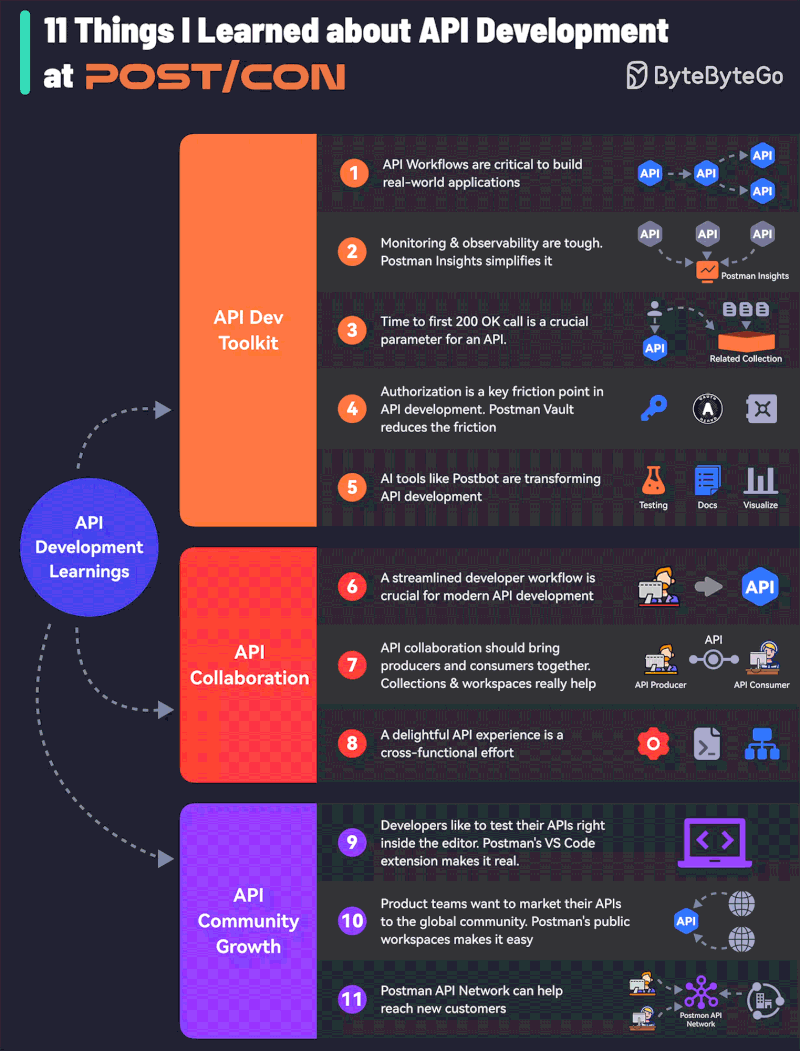 11 Things I Learned about API Development
at POST/CON
ByteByteGo
API
Development
Learnings
API Dev
Toolkit
1
API Workflows are critical to build
real-world applications
API
API
API
API
2
Monitoring & observability are tough.
Postman Insights simplifies it
API
API
API
Postman Insights
3
Time to first 200 OK call is a crucial
parameter for an API.
API
Related Collection
4
Authorization is a key friction point in
API development. Postman Vault
reduces the friction
A
5
AI tools like Postbot are transforming
API development
Testing
Docs
Visualize
API
Collaboration
6
A streamlined developer workflow is
crucial for modern API development
API
7
API collaboration should bring
producers and consumers together.
Collections & workspaces really help
API
API Producer
API Consumer
8
A delightful API experience is a
cross-functional effort
API
Community
Growth
9
Developers like to test their APIs right
inside the editor. Postman's VS Code
extension makes it real.
10
Product teams want to market their APIs
to the global community. Postman's public
workspaces makes it easy
API
11
Postman API Network can help
reach new customers
Postmon API
Network